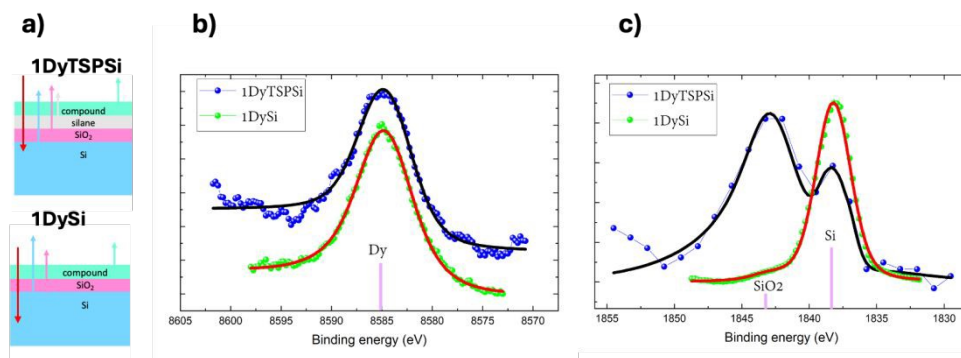 a)
1DyTSPSi
compound
silane
SiO2
Si
1DySi
compound
SiO2
Si
b)
1DyTSPSi
1DySi
Dy
8605 8600 8595 8590 8585 8580 8575 8570
Binding energy (eV)
c)
1DyTSPSi
1DySi
Si
SiO2
1855 1850 1845 1840 1835 1830
Binding energy (eV)